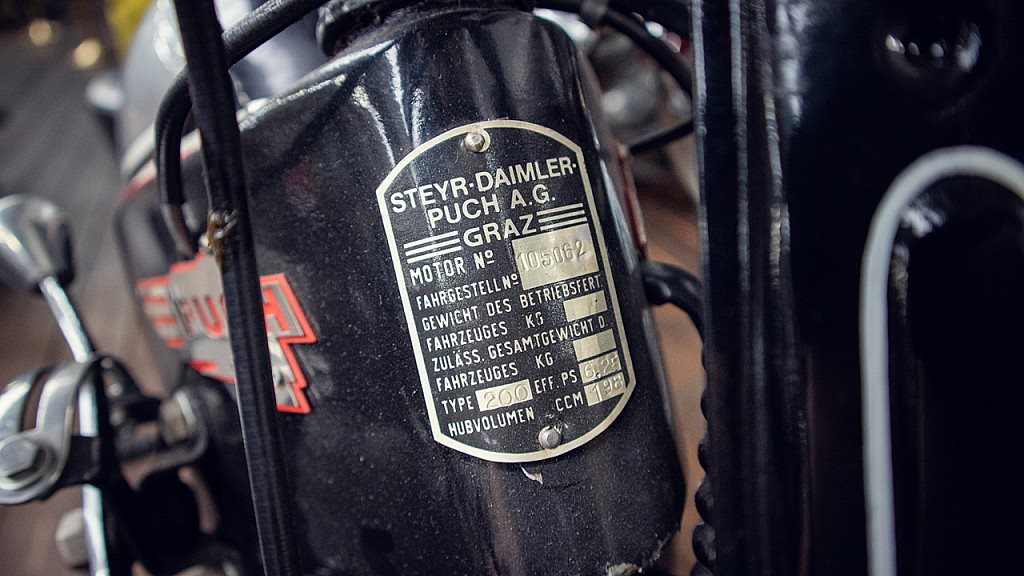 STEYR·DAIMLER·
PUCH A.G.
GRAZ
MOTOR Nº
105062
FAHRGESTELL Nº
GEWICHT DES BETRIEBSFERT.
FAHRZEUGES KG
ZULÄSS. GESAMTGEWICHT D.
FAHRZEUGES KG
TYPE 200 EFF. PS 6.25
HUBVOLUMEN CCM 198
PUCH